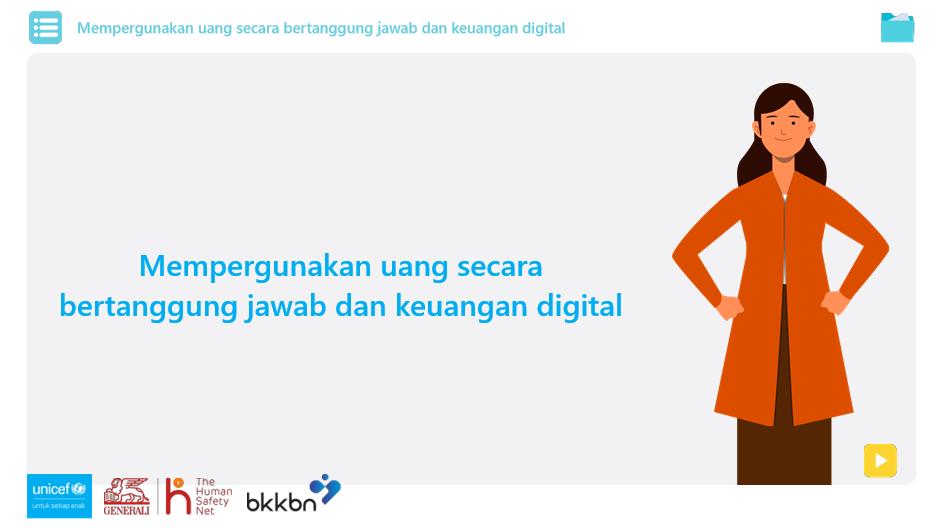 Mempergunakan uang secara bertanggung jawab dan keuangan digital
Mempergunakan uang secara
bertanggung jawab dan keuangan digital
unicef
untuk setiap anak
GENERALI
The
Human
Safety
Net
bkkbn